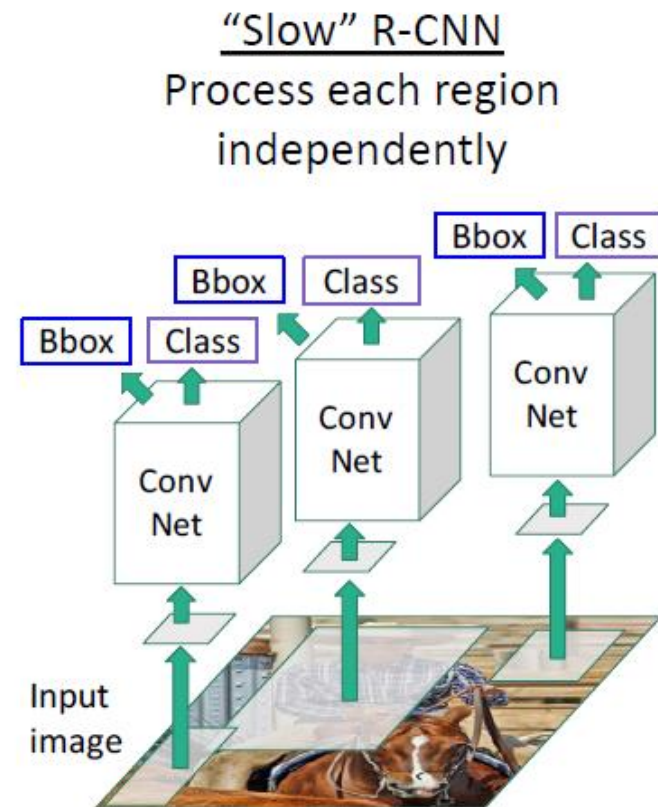 “Slow” R-CNN
Process each region
independently
Bbox
Class
Bbox
Class
Bbox
Class
Conv
Net
Conv
Net
Conv
Net
Input
image